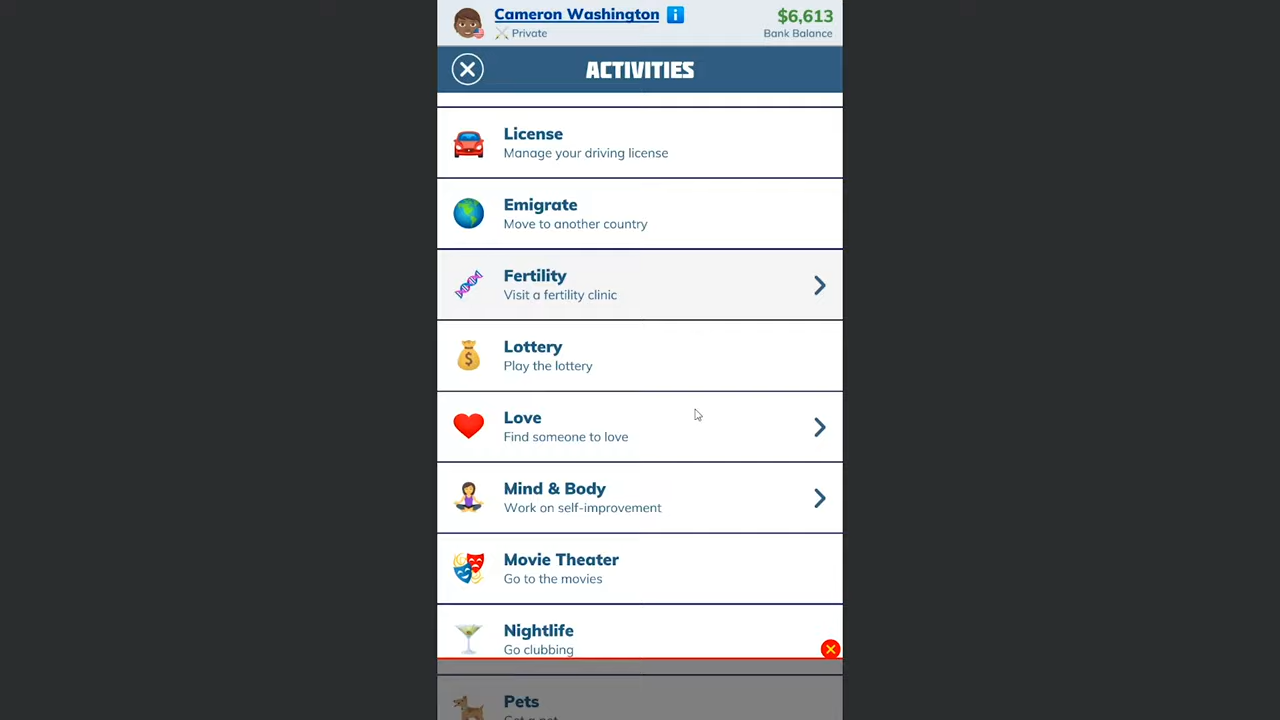 Cameron Washington
$6,613
Private
Bank Balance
ACTIVITIES
License
Manage your driving license
Emigrate
Move to another country
Fertility
Visit a fertility clinic
Lottery
Play the lottery
Love
Find someone to love
Mind & Body
Work on self-improvement
Movie Theater
Go to the movies
Nightlife
Go clubbing
Pets